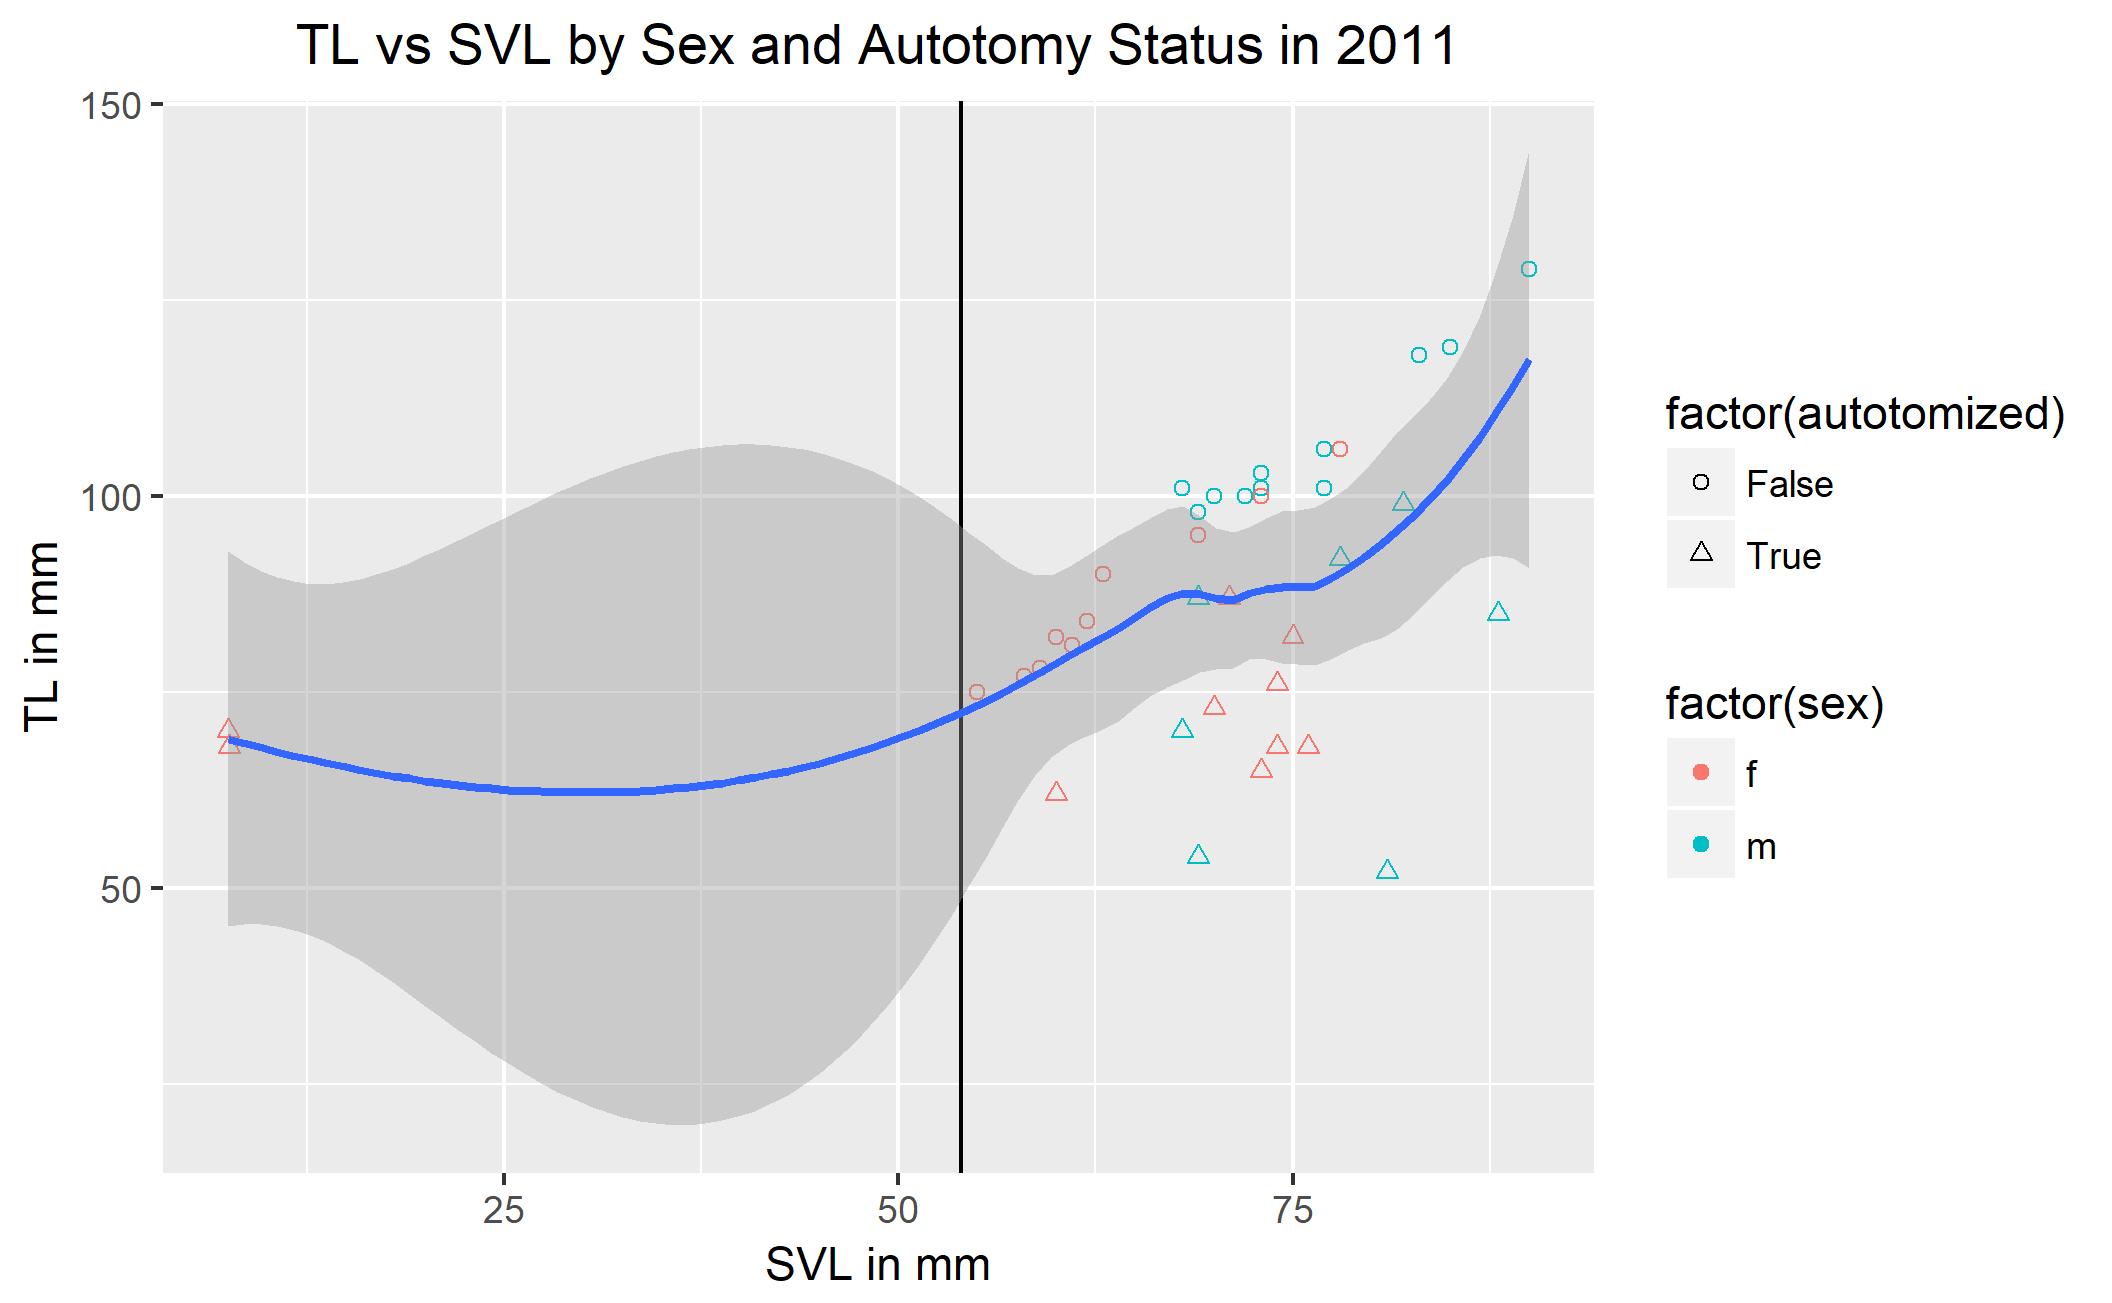 TL vs SVL by Sex and Autotomy Status in 2011
150
100
50
TL in mm
25
50
75
SVL in mm
factor(autotomized)
False
True
factor(sex)
f
m